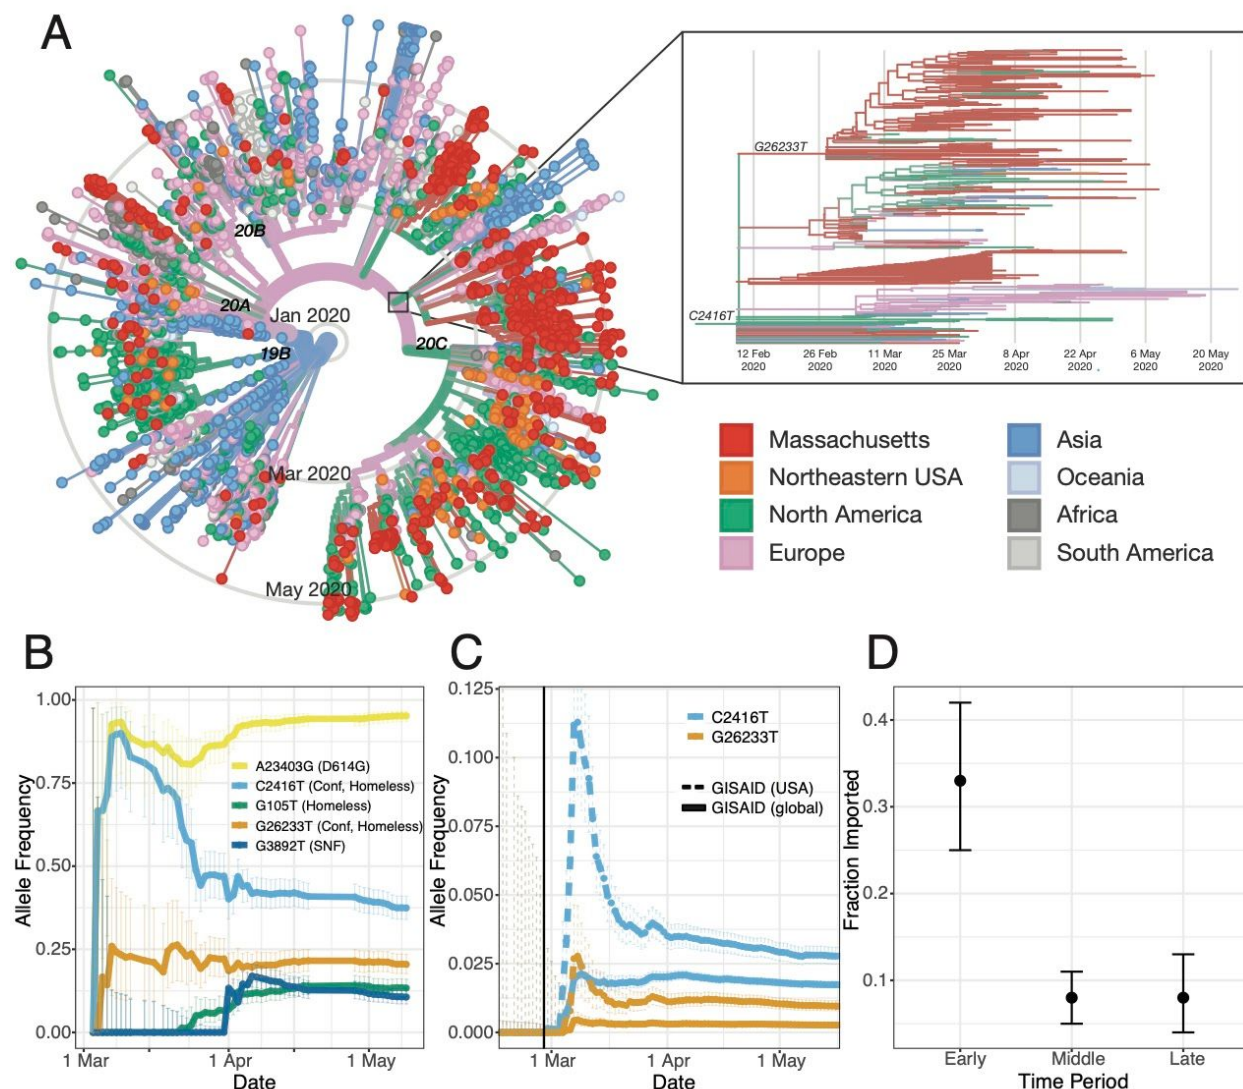 A
20B
20A
Jan 2020
19B
20C
Mar 2020
May 2020
G26233T
C2416T
12 Feb 2020
26 Feb 2020
11 Mar 2020
25 Mar 2020
8 Apr 2020
22 Apr 2020
6 May 2020
20 May 2020
Massachusetts
Northeastern USA
North America
Europe
Asia
Oceania
Africa
South America
B
Allele Frequency
1.00
0.75
0.50
0.25
0.00
A23403G (D614G)
C2416T (Conf, Homeless)
G105T (Homeless)
G26233T (Conf, Homeless)
G3892T (SNF)
1 Mar
1 Apr
1 May
Date
C
Allele Frequency
0.125
0.100
0.075
0.050
0.025
0.000
C2416T
G26233T
GISAID (USA)
GISAID (global)
1 Mar
1 Apr
1 May
Date
D
Fraction Imported
0.4
0.3
0.2
0.1
Early
Middle
Late
Time Period